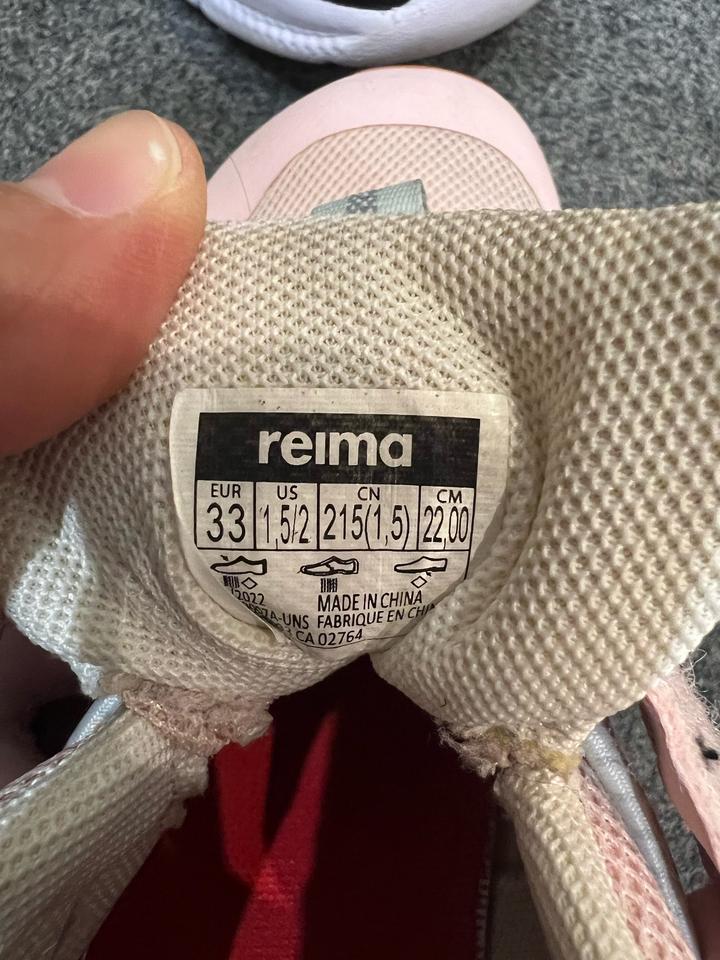 reima
EUR US CN CM
33 1,5/2 215(1,5) 22,00
/2022 MADE IN CHINA
FABRIQUE EN
CA 02764